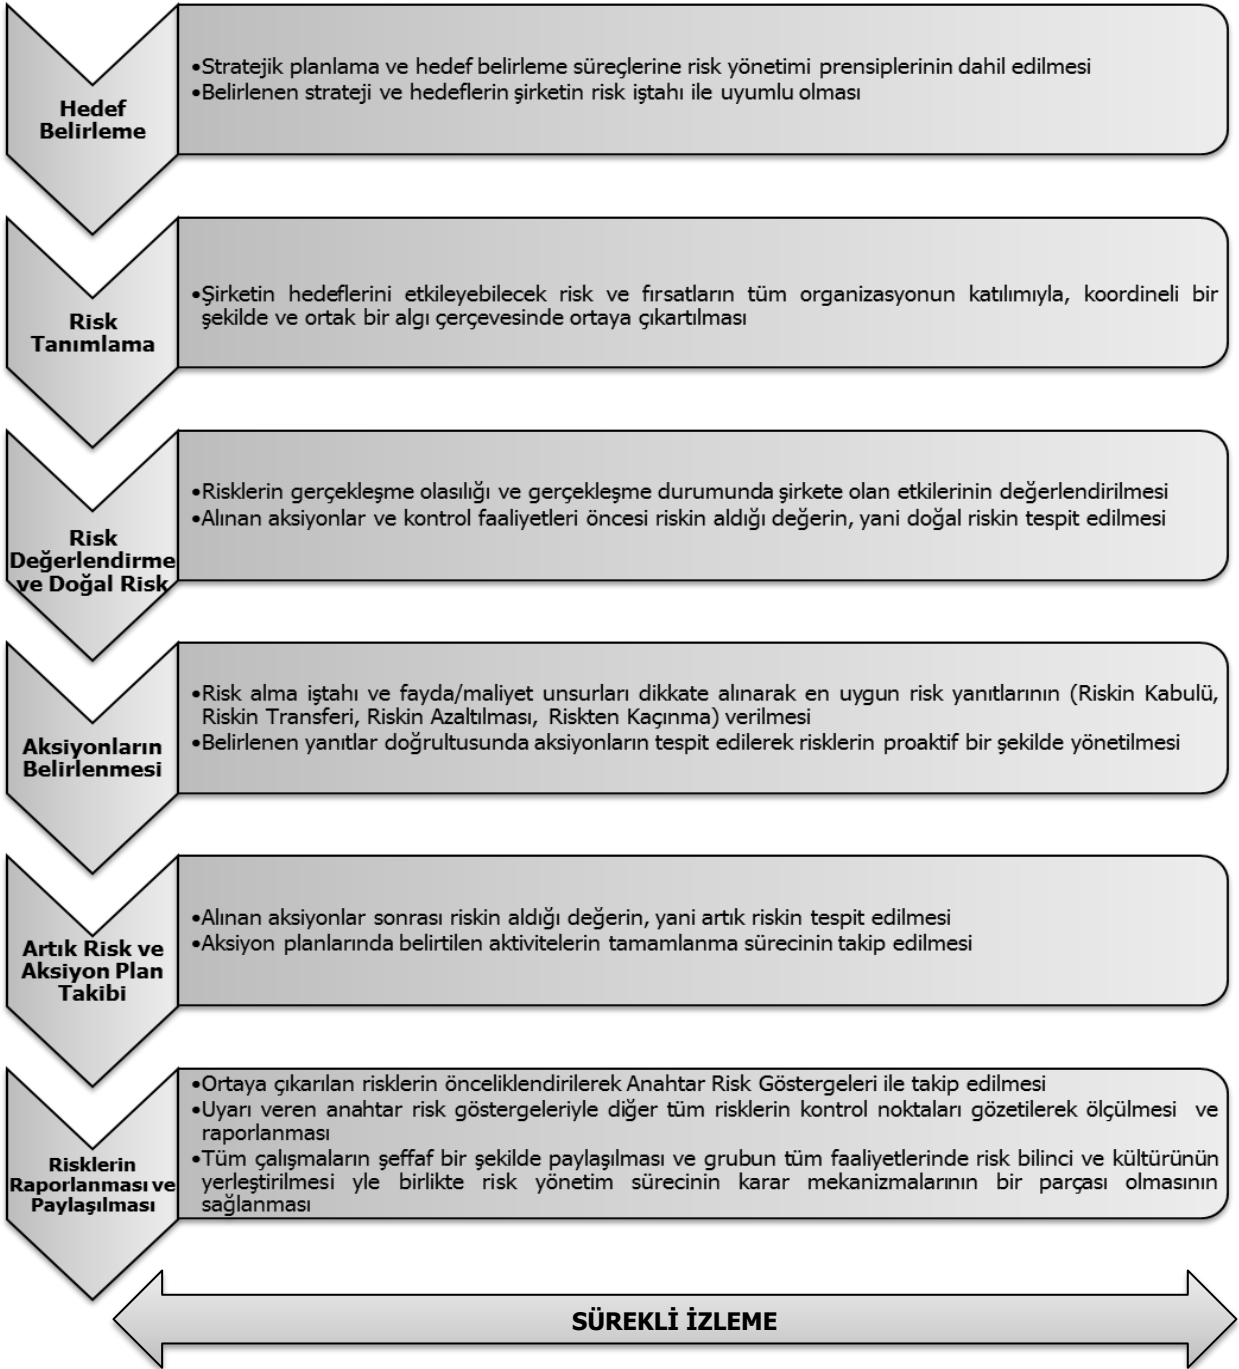 Hedef
Belirleme
•Stratejik planlama ve hedef belirleme süreçlerine risk yönetimi prensiplerinin dahil edilmesi
•Belirlenen strateji ve hedeflerin şirketin risk iştahı ile uyumlu olması
Risk
Tanımlama
•Şirketin hedeflerini etkileyebilecek risk ve fırsatların tüm organizasyonun katılımıyla, koordineli bir
şekilde ve ortak bir algı çerçevesinde ortaya çıkartılması
Risk
Değerlendirme
ve Doğal Risk
•Risklerin gerçekleşme olasılığı ve gerçekleşme durumunda şirkete olan etkilerinin değerlendirilmesi
•Alınan aksiyonlar ve kontrol faaliyetleri öncesi riskin aldığı değerin, yani doğal riskin tespit edilmesi
Aksiyonların
Belirlenmesi
•Risk alma iştahı ve fayda/maliyet unsurları dikkate alınarak en uygun risk yanıtlarının (Riskin Kabulü,
Riskin Transferi, Riskin Azaltılması, Riskten Kaçınma) verilmesi
•Belirlenen yanıtlar doğrultusunda aksiyonların tespit edilerek risklerin proaktif bir şekilde yönetilmesi
Artık Risk ve
Aksiyon Plan
Takibi
•Alınan aksiyonlar sonrası riskin aldığı değerin, yani artık riskin tespit edilmesi
•Aksiyon planlarında belirtilen aktivitelerin tamamlanma sürecinin takip edilmesi
Risklerin
Raporlanması ve
Paylaşılması
•Ortaya çıkarılan risklerin önceliklendirilerek Anahtar Risk Göstergeleri ile takip edilmesi
•Uyarı veren anahtar risk göstergeleriyle diğer tüm risklerin kontrol noktaları gözetilerek ölçülmesi ve
raporlanması
•Tüm çalışmaların şeffaf bir şekilde paylaşılması ve grubun tüm faaliyetlerinde risk bilinci ve kültürünün
yerleştirilmesi yle birlikte risk yönetim sürecinin karar mekanizmalarının bir parçası olmasının
sağlanması
SÜREKLİ İZLEME